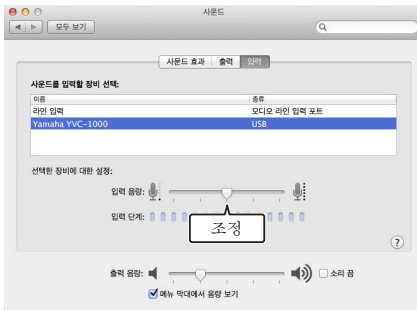 사운드
모두 보기
사운드 효과 출력 입력
사운드를 입력할 장비 선택:
이름 종류
라인 입력 오디오 라인 입력 포트
Yamaha YVC-1000 USB
선택한 장비에 대한 설정:
입력 음량:
입력 단계:
조정
?
출력 음량: 소리 끔
메뉴 막대에서 음량 보기